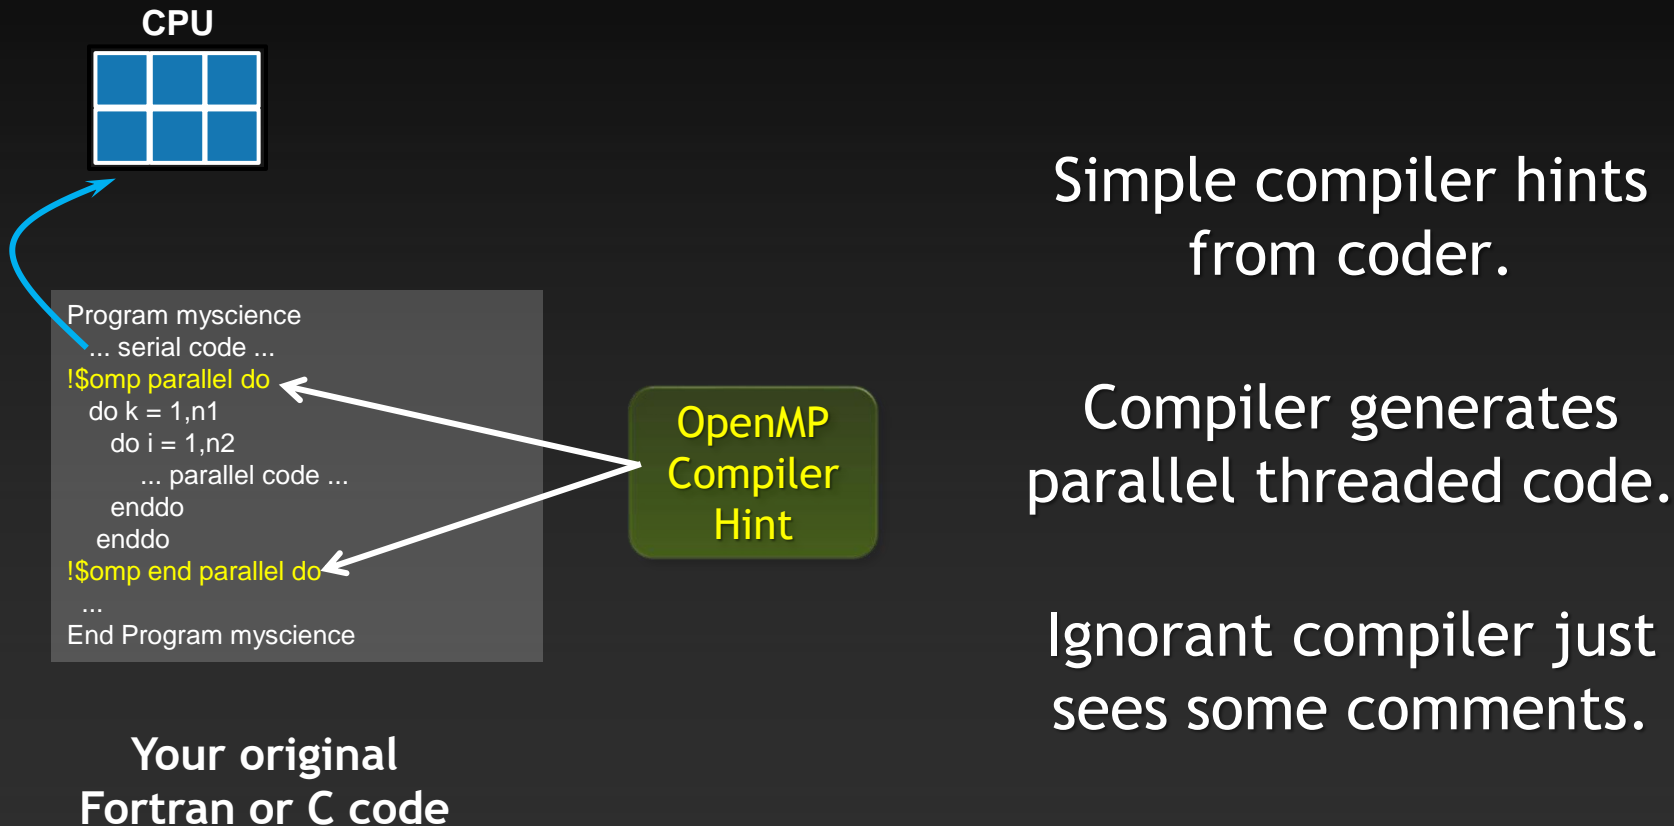 CPU
Program myscience
... serial code ...
!$omp parallel do
do k = 1,n1
do i = 1,n2
... parallel code ...
enddo
enddo
!$omp end parallel do
...
End Program myscience
Your original
Fortran or C code
OpenMP
Compiler
Hint
Simple compiler hints
from coder.
Compiler generates
parallel threaded code.
Ignorant compiler just
sees some comments.